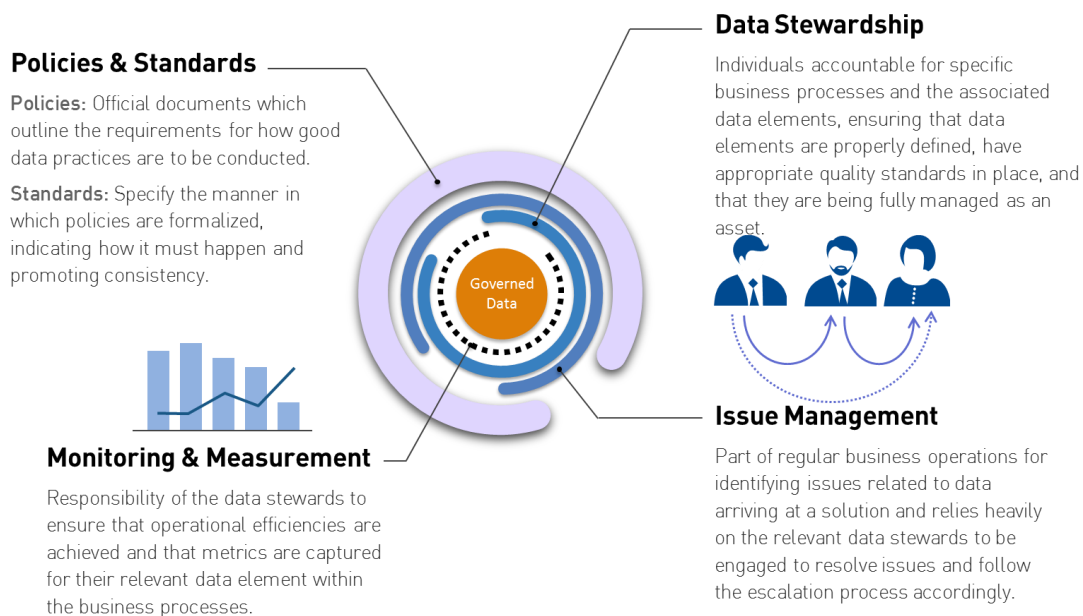 Policies & Standards
Policies: Official documents which
outline the requirements for how good
data practices are to be conducted.
Standards: Specify the manner in
which policies are formalized,
indicating how it must happen and
promoting consistency.
Data Stewardship
Individuals accountable for specific
business processes and the associated
data elements, ensuring that data
elements are properly defined, have
appropriate quality standards in place, and
that they are being fully managed as an
asset.
Governed
Data
Monitoring & Measurement
Responsibility of the data stewards to
ensure that operational efficiencies are
achieved and that metrics are captured
for their relevant data element within
the business processes.
Issue Management
Part of regular business operations for
identifying issues related to data
arriving at a solution and relies heavily
on the relevant data stewards to be
engaged to resolve issues and follow
the escalation process accordingly.